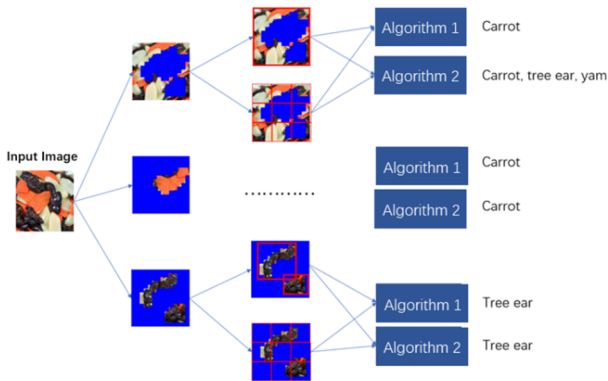 Algorithm 1 Carrot
Algorithm 2 Carrot, tree ear, yam
Input Image
Algorithm 1 Carrot
............
Algorithm 2 Carrot
Algorithm 1 Tree ear
Algorithm 2 Tree ear